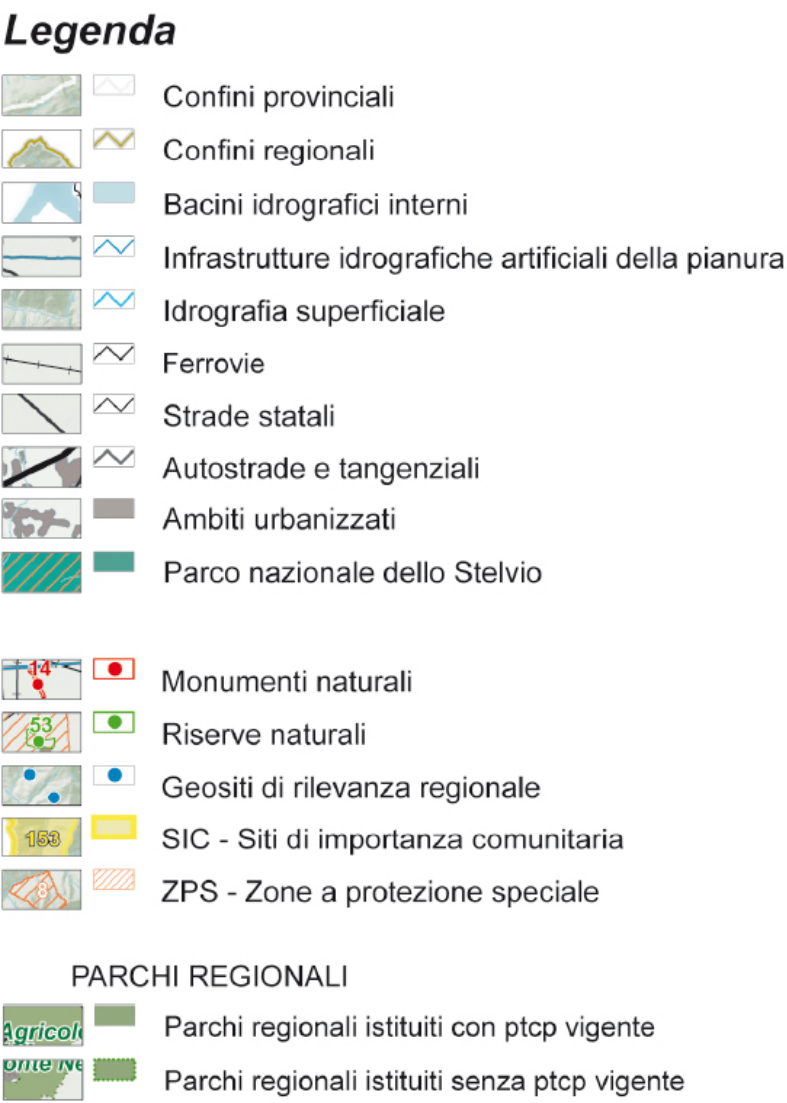 Legenda
Confini provinciali
Confini regionali
Bacini idrografici interni
Infrastrutture idrografiche artificiali della pianura
Idrografia superficiale
Ferrovie
Strade statali
Autostrade e tangenziali
Ambiti urbanizzati
Parco nazionale dello Stelvio
14
Monumenti naturali
53
Riserve naturali
Geositi di rilevanza regionale
153
SIC - Siti di importanza comunitaria
8
ZPS - Zone a protezione speciale
PARCHI REGIONALI
Agricol
Parchi regionali istituiti con ptcp vigente
onte Ne
Parchi regionali istituiti senza ptcp vigente